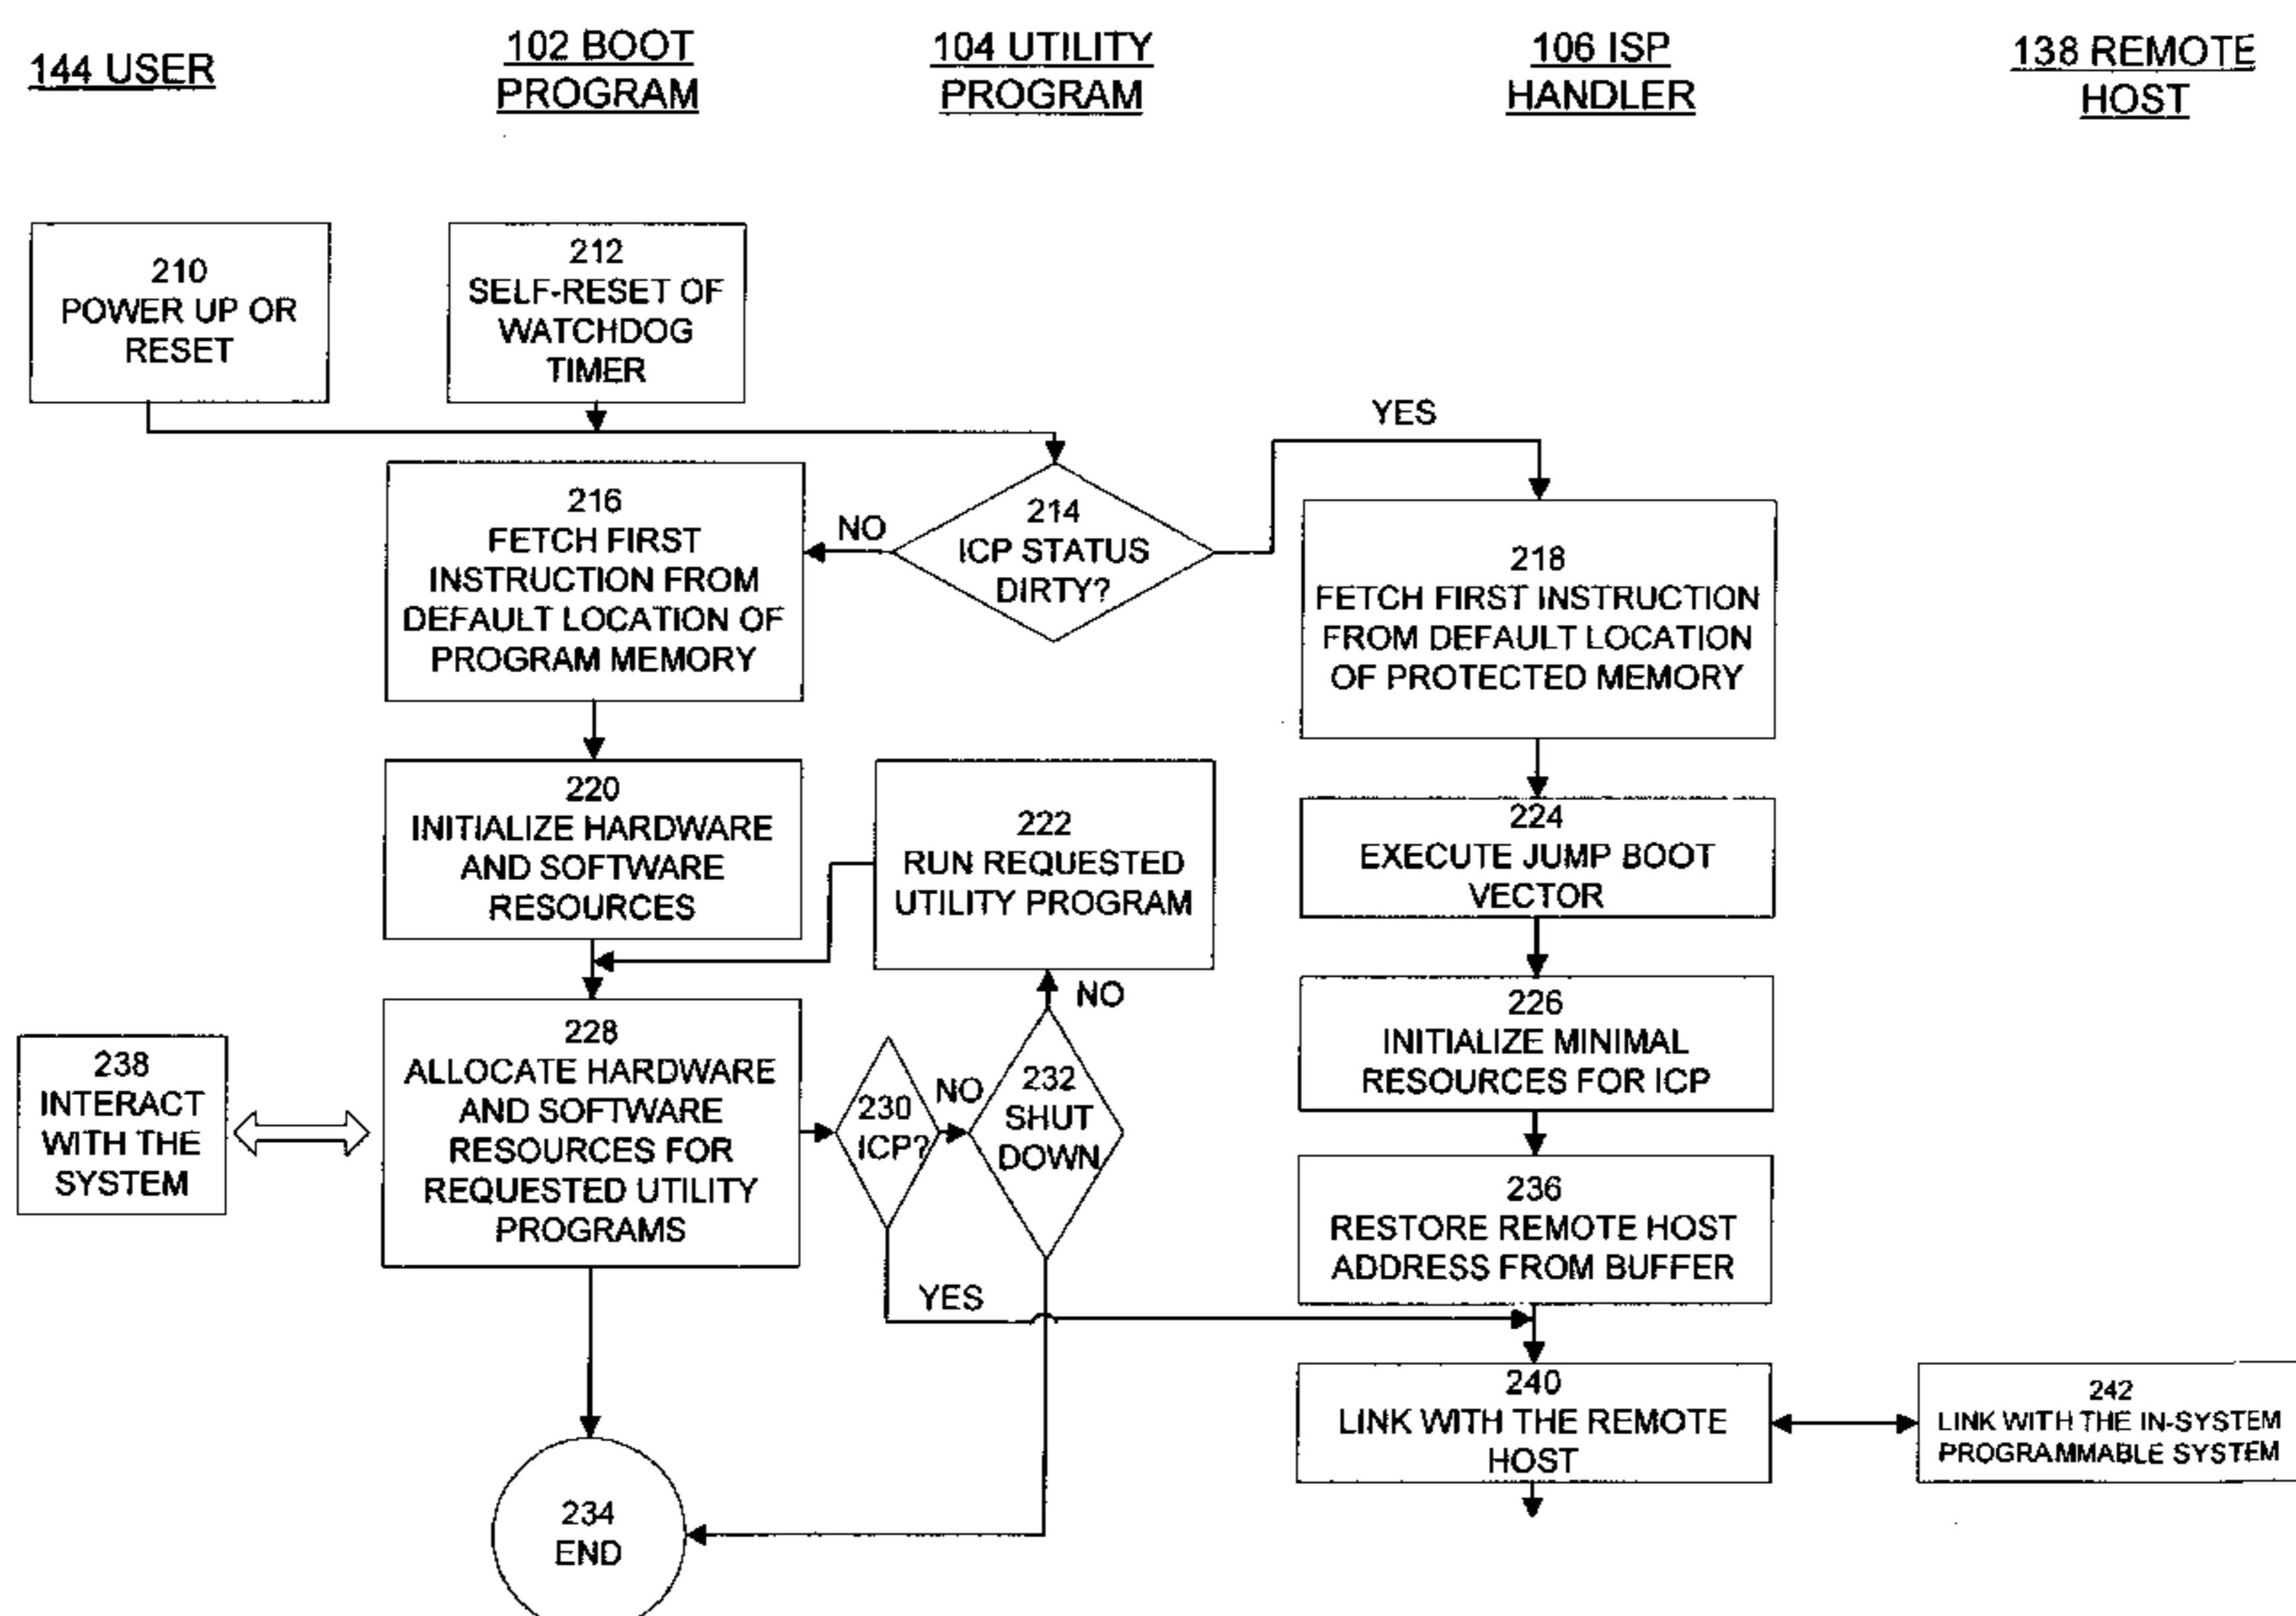 144 USER
102 BOOT
PROGRAM
104 UTILITY
PROGRAM
106 ISP
HANDLER
138 REMOTE
HOST
210
POWER UP OR
RESET
212
SELF-RESET OF
WATCHDOG
TIMER
YES
216
FETCH FIRST
INSTRUCTION FROM
DEFAULT LOCATION OF
PROGRAM MEMORY
NO
214
ICP STATUS
DIRTY?
218
FETCH FIRST INSTRUCTION
FROM DEFAULT LOCATION
OF PROTECTED MEMORY
220
INITIALIZE HARDWARE
AND SOFTWARE
RESOURCES
222
RUN REQUESTED
UTILITY PROGRAM
224
EXECUTE JUMP BOOT
VECTOR
NO
226
INITIALIZE MINIMAL
RESOURCES FOR ICP
238
INTERACT
WITH THE
SYSTEM
228
ALLOCATE HARDWARE
AND SOFTWARE
RESOURCES FOR
REQUESTED UTILITY
PROGRAMS
230
ICP?
NO
232
SHUT
DOWN
236
RESTORE REMOTE HOST
ADDRESS FROM BUFFER
YES
240
LINK WITH THE REMOTE
HOST
242
LINK WITH THE IN-SYSTEM
PROGRAMMABLE SYSTEM
234
END